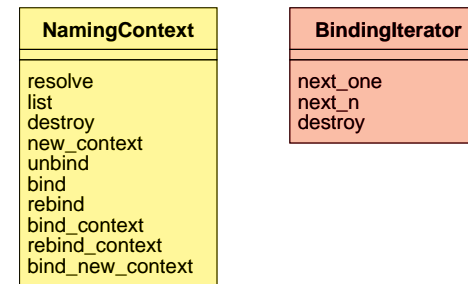 NamingContext
resolve
list
destroy
new_context
unbind
bind
rebind
bind_context
rebind_context
bind_new_context
BindingIterator
next_one
next_n
destroy